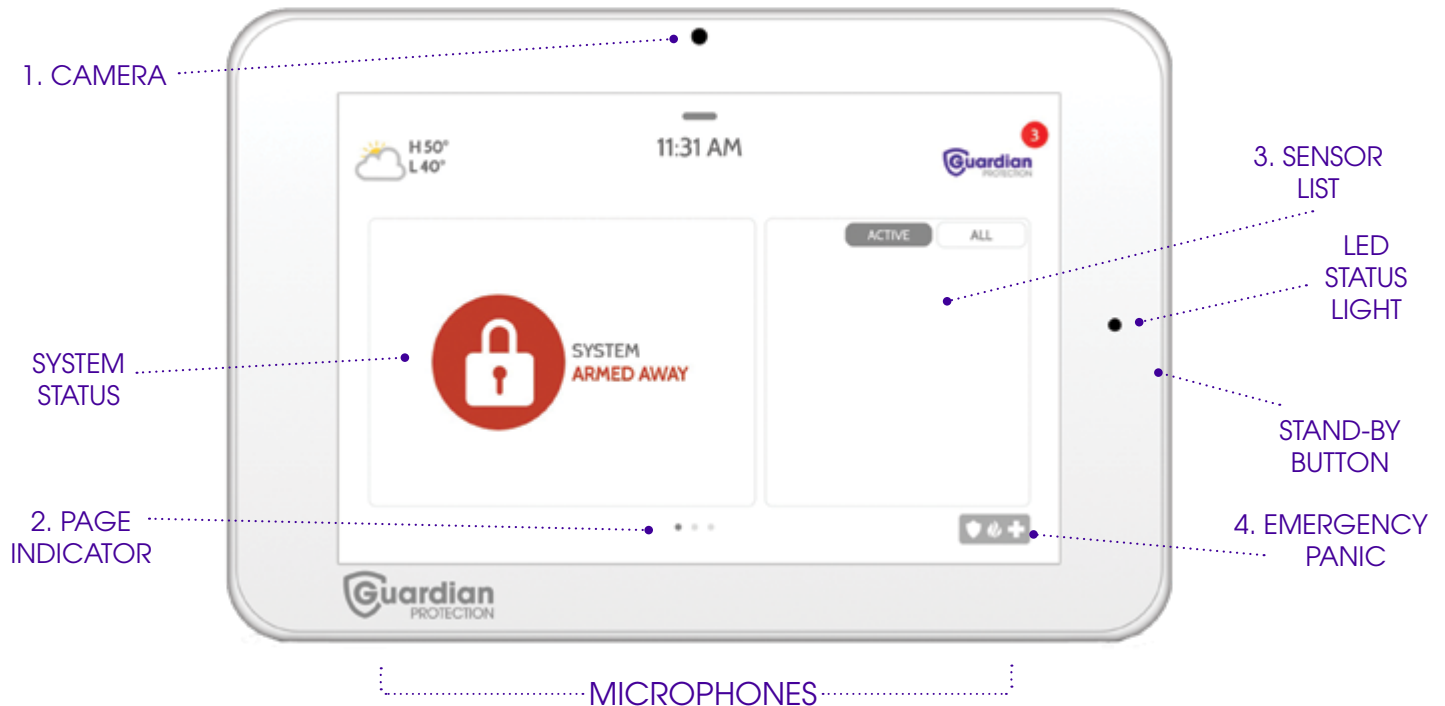 1. CAMERA
H 50°
L 40°
11:31 AM
3
Guardian
PROTECTION
3. SENSOR
LIST
ACTIVE
ALL
LED
STATUS
LIGHT
SYSTEM
STATUS
SYSTEM
ARMED AWAY
STAND-BY
BUTTON
2. PAGE
INDICATOR
4. EMERGENCY
PANIC
Guardian
PROTECTION
MICROPHONES